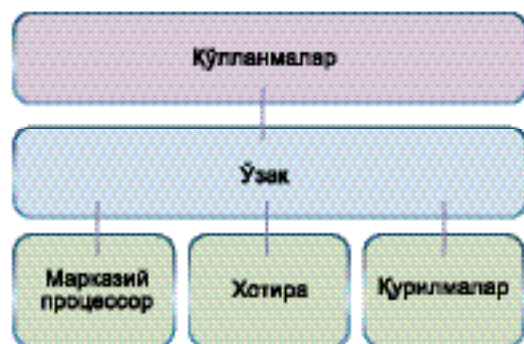 Қўлланмалар
Ўзак
Марказий
процессор
Хотира
Қурилмалар